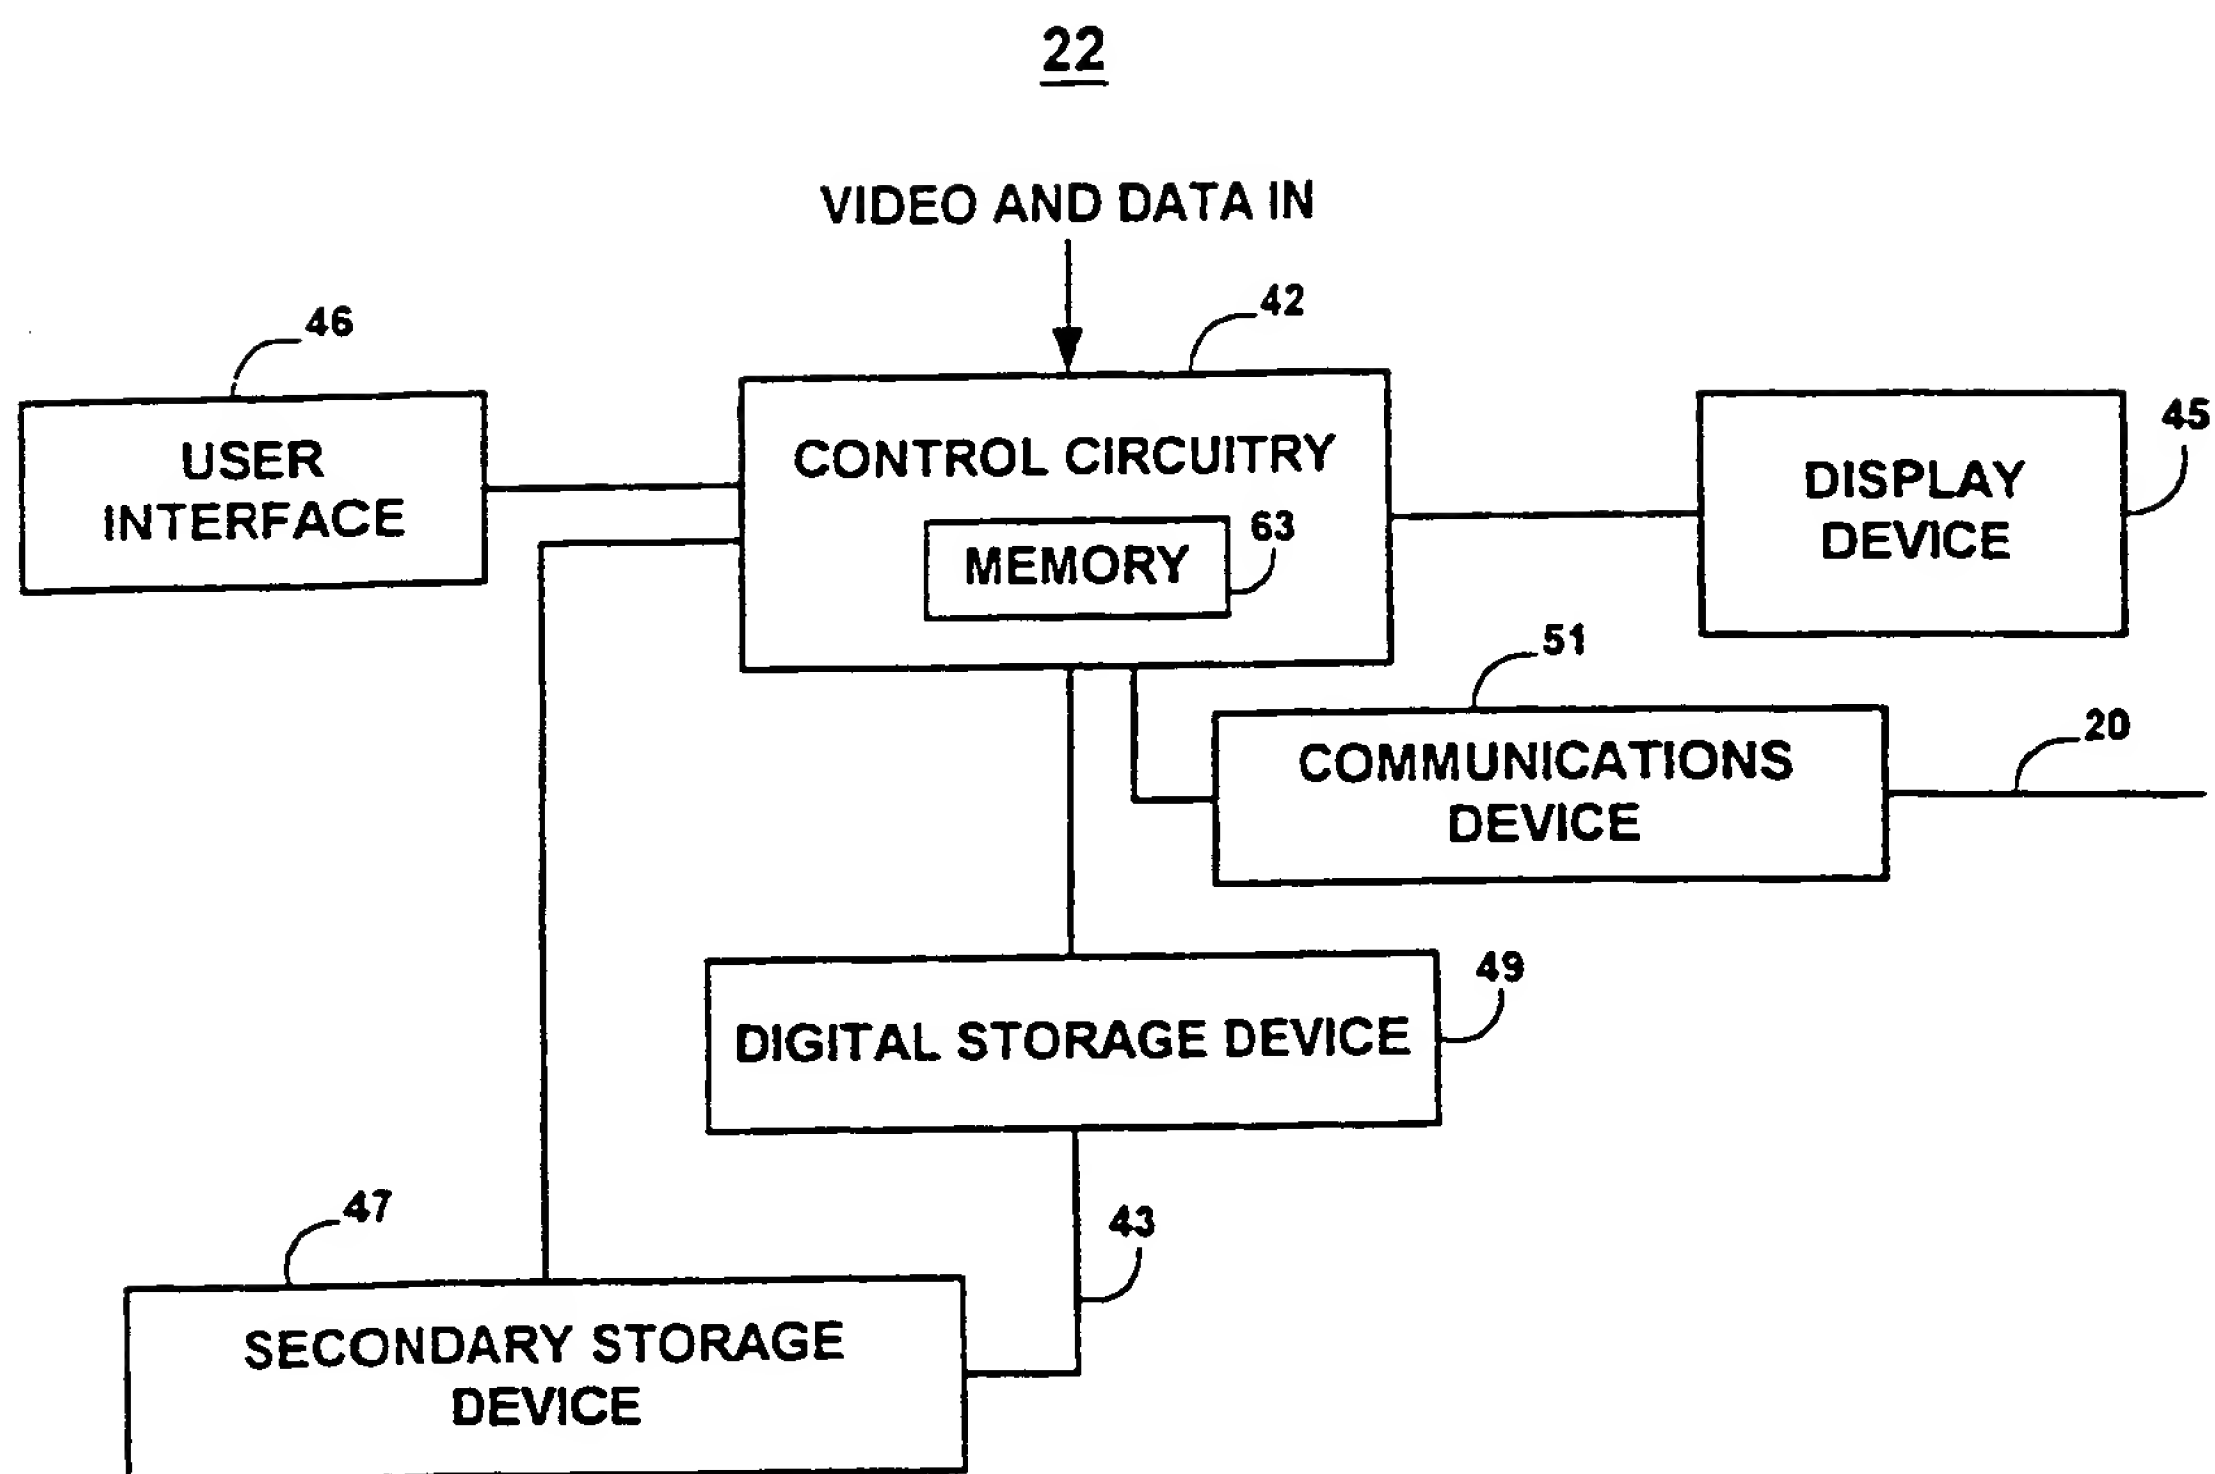 22
VIDEO AND DATA IN
42
46
USER
INTERFACE
CONTROL CIRCUITRY
MEMORY
63
DISPLAY
DEVICE
45
51
COMMUNICATIONS
DEVICE
20
DIGITAL STORAGE DEVICE
49
47
43
SECONDARY STORAGE
DEVICE